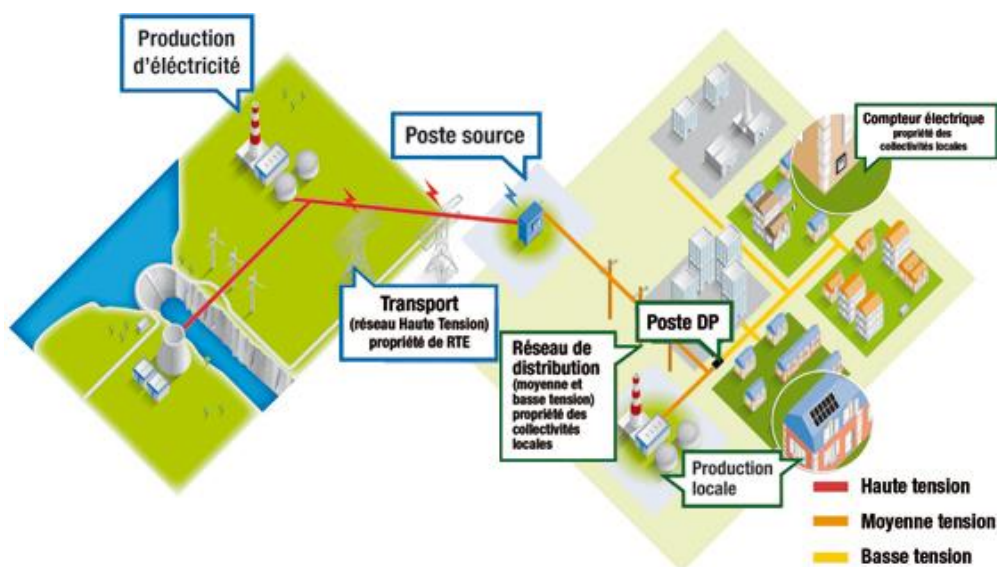 Production
d'éléctricité
Poste source
Compteur électrique
propriété des
collectivités locales
Transport
(réseau Haute Tension)
propriété de RTE
Poste DP
Réseau de
distribution
(moyenne et
basse tension)
propriété des
collectivités
locales
Production
locale
Haute tension
Moyenne tension
Basse tension